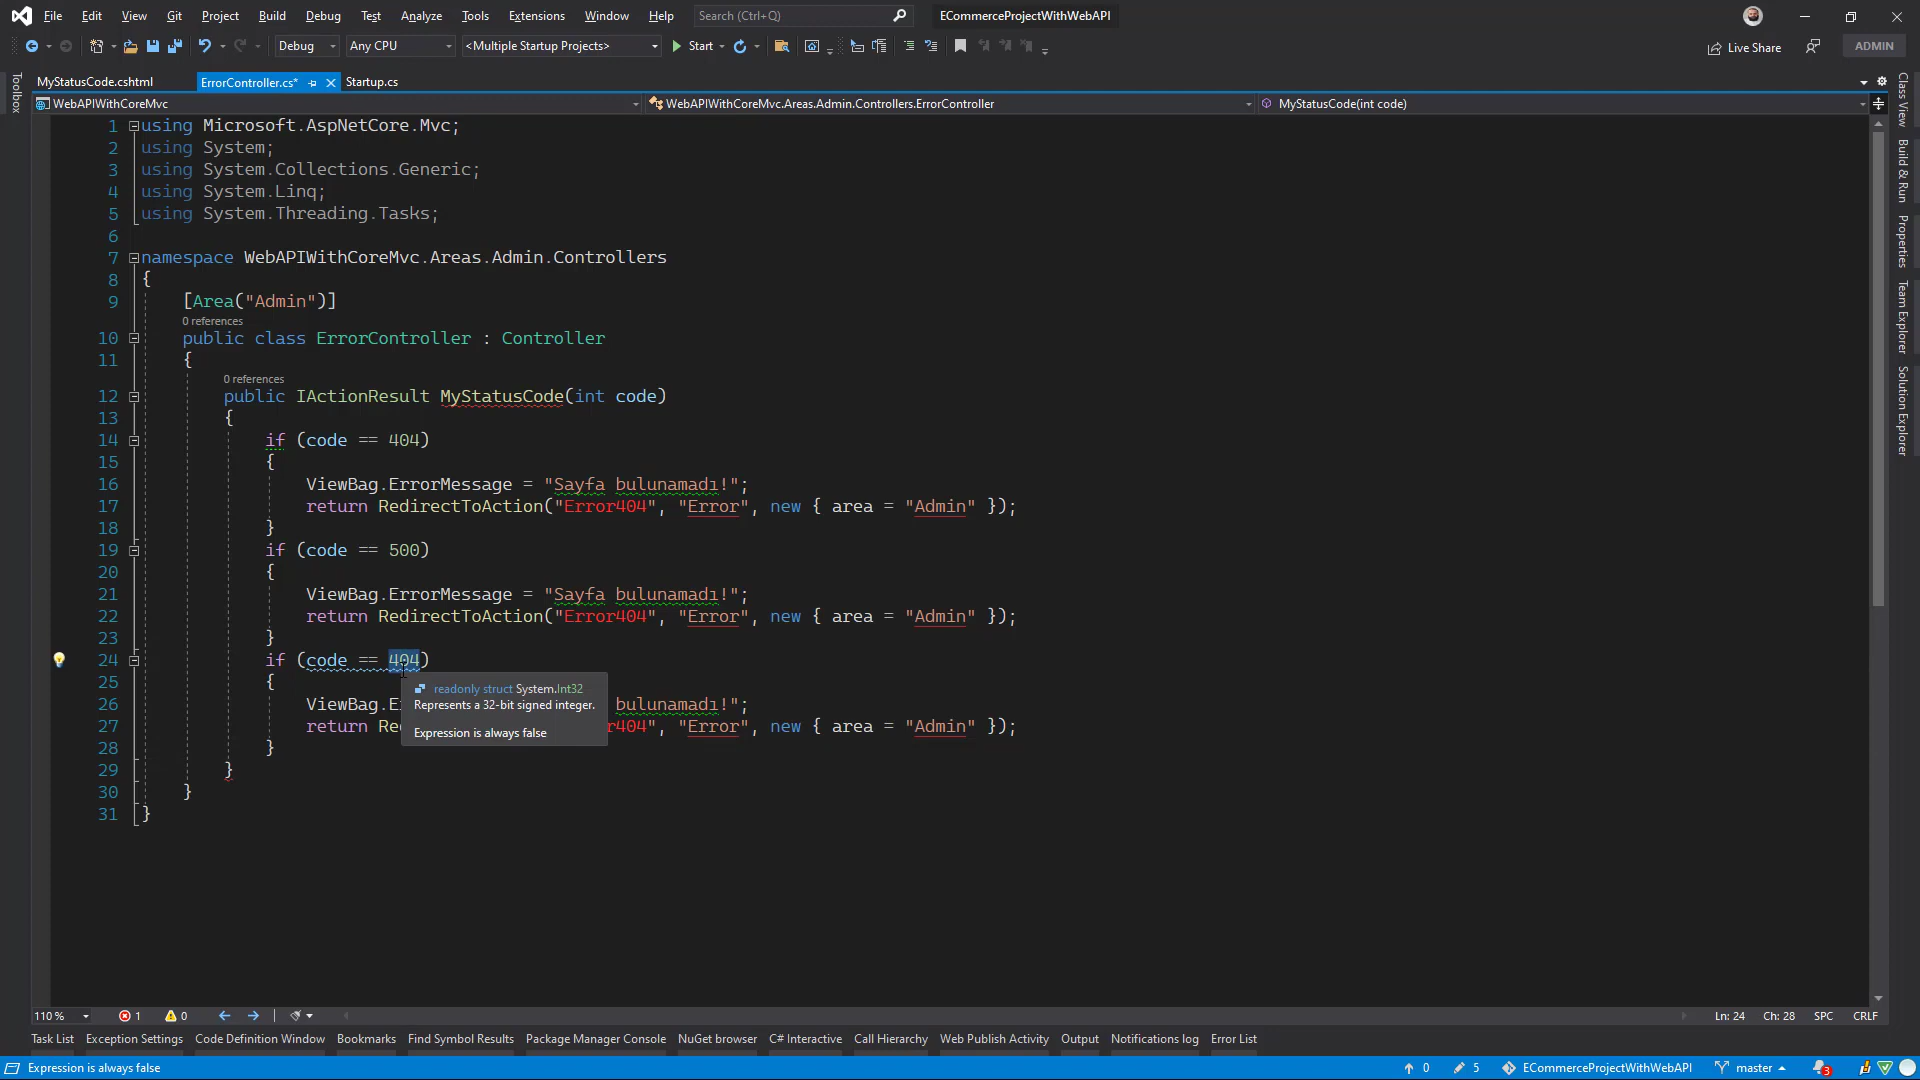 File Edit View Git Project Build Debug Test Analyze Tools Extensions Window Help Search (Ctrl+Q) ECommerceProjectWithWebAPI
Debug Any CPU <Multiple Startup Projects> Start Live Share ADMIN
MyStatusCode.cshtml ErrorController.cs* Startup.cs
WebAPIWithCoreMvc WebAPIWithCoreMvc.Areas.Admin.Controllers.ErrorController MyStatusCode(int code)
Toolbox
1 using Microsoft.AspNetCore.Mvc;
2 using System;
3 using System.Collections.Generic;
4 using System.Linq;
5 using System.Threading.Tasks;
6
7 namespace WebAPIWithCoreMvc.Areas.Admin.Controllers
8 {
9 [Area("Admin")]
0 references
10 public class ErrorController : Controller
11 {
0 references
12 public IActionResult MyStatusCode(int code)
13 {
14 if (code == 404)
15 {
16 ViewBag.ErrorMessage = "Sayfa bulunamadı!";
17 return RedirectToAction("Error404", "Error", new { area = "Admin" });
18 }
19 if (code == 500)
20 {
21 ViewBag.ErrorMessage = "Sayfa bulunamadı!";
22 return RedirectToAction("Error404", "Error", new { area = "Admin" });
23 }
24 if (code == 404)
25 {
26 ViewBag.E bulunamadı!";
27 return Re r404", "Error", new { area = "Admin" });
28 }
29 }
30 }
31 }
readonly struct System.Int32
Represents a 32-bit signed integer.
Expression is always false
Class View
Build & Run
Properties
Team Explorer
Solution Explorer
110 % 1 0 Ln: 24 Ch: 28 SPC CRLF
Task List Exception Settings Code Definition Window Bookmarks Find Symbol Results Package Manager Console NuGet browser C# Interactive Call Hierarchy Web Publish Activity Output Notifications log Error List
Expression is always false 0 5 ECommerceProjectWithWebAPI master 3